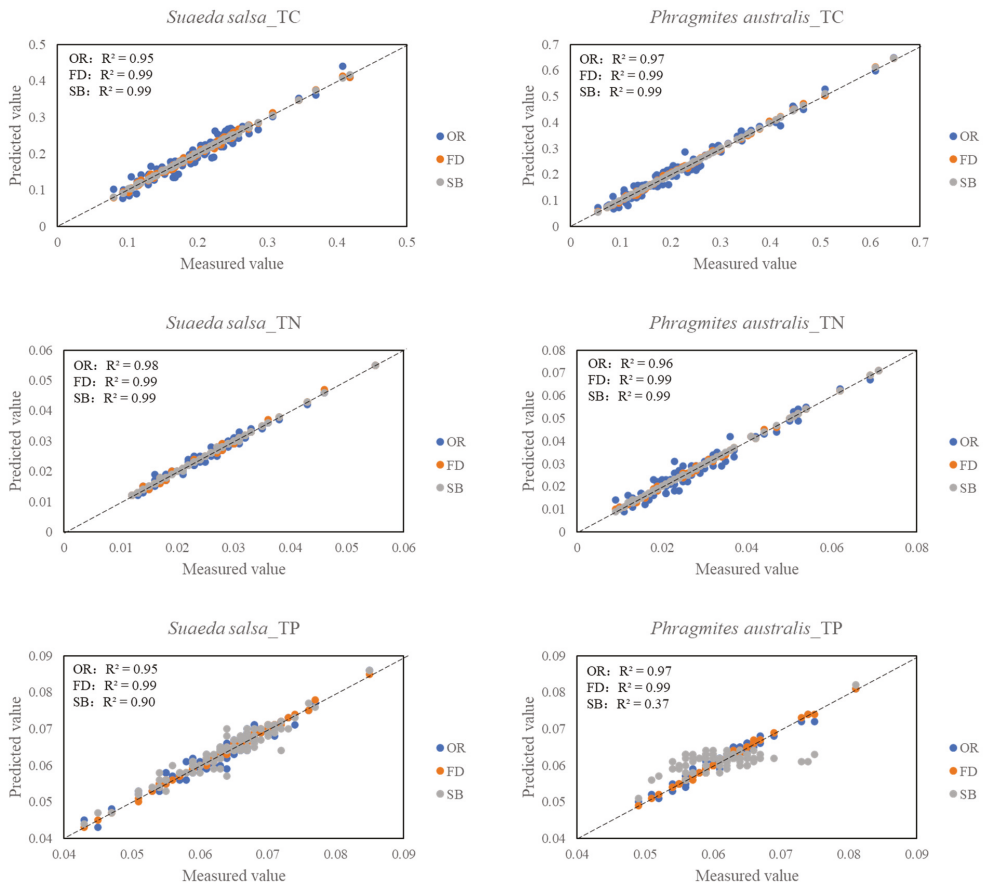 Suaeda salsa_TC
OR： R² = 0.95
FD： R² = 0.99
SB： R² = 0.99
Predicted value
0.5
0.4
0.3
0.2
0.1
0
0 0.1 0.2 0.3 0.4 0.5
Measured value
OR
FD
SB
Phragmites australis_TC
OR： R² = 0.97
FD： R² = 0.99
SB： R² = 0.99
Predicted value
0.7
0.6
0.5
0.4
0.3
0.2
0.1
0
0 0.1 0.2 0.3 0.4 0.5 0.6 0.7
Measured value
OR
FD
SB
Suaeda salsa_TN
OR： R² = 0.98
FD： R² = 0.99
SB： R² = 0.99
Predicted value
0.06
0.05
0.04
0.03
0.02
0.01
0
0 0.01 0.02 0.03 0.04 0.05 0.06
Measured value
OR
FD
SB
Phragmites australis_TN
OR： R² = 0.96
FD： R² = 0.99
SB： R² = 0.99
Predicted value
0.08
0.07
0.06
0.05
0.04
0.03
0.02
0.01
0
0 0.02 0.04 0.06 0.08
Measured value
OR
FD
SB
Suaeda salsa_TP
OR： R² = 0.95
FD： R² = 0.99
SB： R² = 0.90
Predicted value
0.09
0.08
0.07
0.06
0.05
0.04
0.04 0.05 0.06 0.07 0.08 0.09
Measured value
OR
FD
SB
Phragmites australis_TP
OR： R² = 0.97
FD： R² = 0.99
SB： R² = 0.37
Predicted value
0.09
0.08
0.07
0.06
0.05
0.04
0.04 0.05 0.06 0.07 0.08 0.09
Measured value
OR
FD
SB